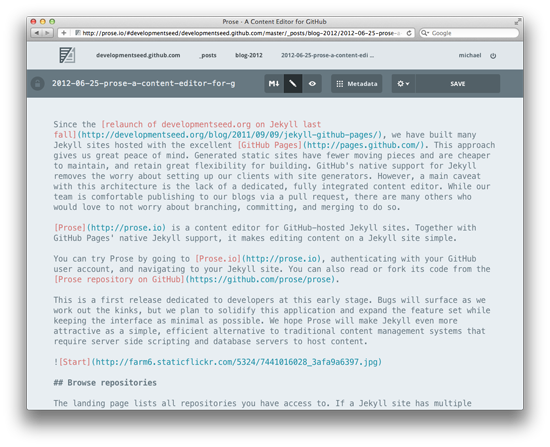 Prose - A Content Editor for GitHub
http://prose.io/#developmentseed/developmentseed.github.com/master/_posts/blog-2012/2012-06-25-prose-a
Google
developmentseed.github.com _posts blog-2012 2012-06-25-prose-a-content-edi ... michael
2012-06-25-prose-a-content-editor-for-g M Metadata SAVE
Since the [relaunch of developmentseed.org on Jekyll last
fall](http://developmentseed.org/blog/2011/09/09/jekyll-github-pages/), we have built many
Jekyll sites hosted with the excellent [GitHub Pages](http://pages.github.com/). This approach
gives us great peace of mind. Generated static sites have fewer moving pieces and are cheaper
to maintain, and retain great flexibility for building. GitHub's native support for Jekyll
removes the worry about setting up our clients with site generators. However, a main caveat
with this architecture is the lack of a dedicated, fully integrated content editor. While our
team is comfortable publishing to our blogs via a pull request, there are many others who
would love to not worry about branching, committing, and merging to do so.
[Prose](http://prose.io) is a content editor for GitHub-hosted Jekyll sites. Together with
GitHub Pages' native Jekyll support, it makes editing content on a Jekyll site simple.
You can try Prose by going to [Prose.io](http://prose.io), authenticating with your GitHub
user account, and navigating to your Jekyll site. You can also read or fork its code from the
[Prose repository on GitHub](https://github.com/prose/prose).
This is a first release dedicated to developers at this early stage. Bugs will surface as we
work out the kinks, but we plan to solidify this application and expand the feature set while
keeping the interface as minimal as possible. We hope Prose will make Jekyll even more
attractive as a simple, efficient alternative to traditional content management systems that
require server side scripting and database servers to host content.
![Start](http://farm6.staticflickr.com/5324/7441016028_3afa9a6397.jpg)
## Browse repositories
The landing page lists all repositories you have access to. If a Jekyll site has multiple